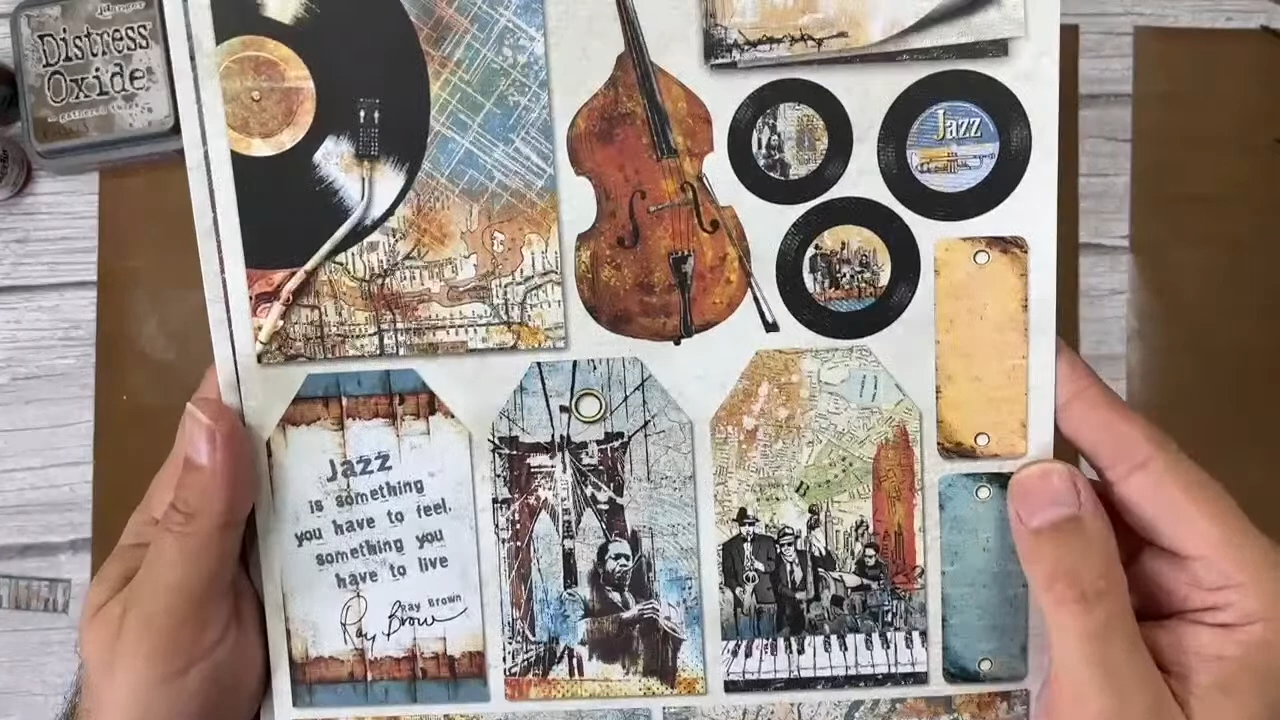 Ranger
Distress
Oxide
Jazz
Jazz
is something
you have to feel,
something you
have to live
Ray Brown
Ray Brown